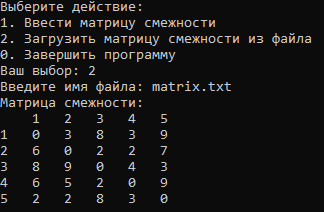 Выберите действие:
1. Ввести матрицу смежности
2. Загрузить матрицу смежности из файла
0. Завершить программу
Ваш выбор: 2
Введите имя файла: matrix.txt
Матрица смежности:
1 2 3 4 5
1 0 3 8 3 9
2 6 0 2 2 7
3 8 9 0 4 3
4 6 5 2 0 9
5 2 2 8 3 0